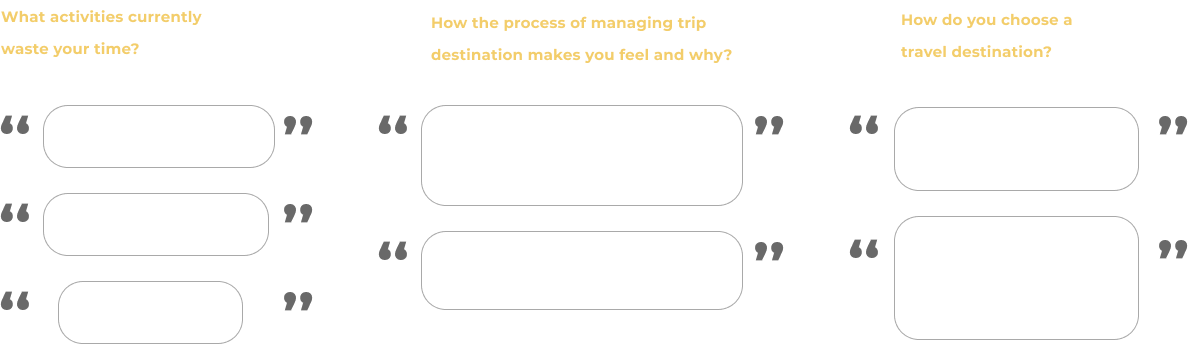 What activities currently
waste your time?
How the process of managing trip
destination makes you feel and why?
How do you choose a
travel destination?
“ ”
“ ”
“ ”
“ ”
“ ”
“ ”
“ ”